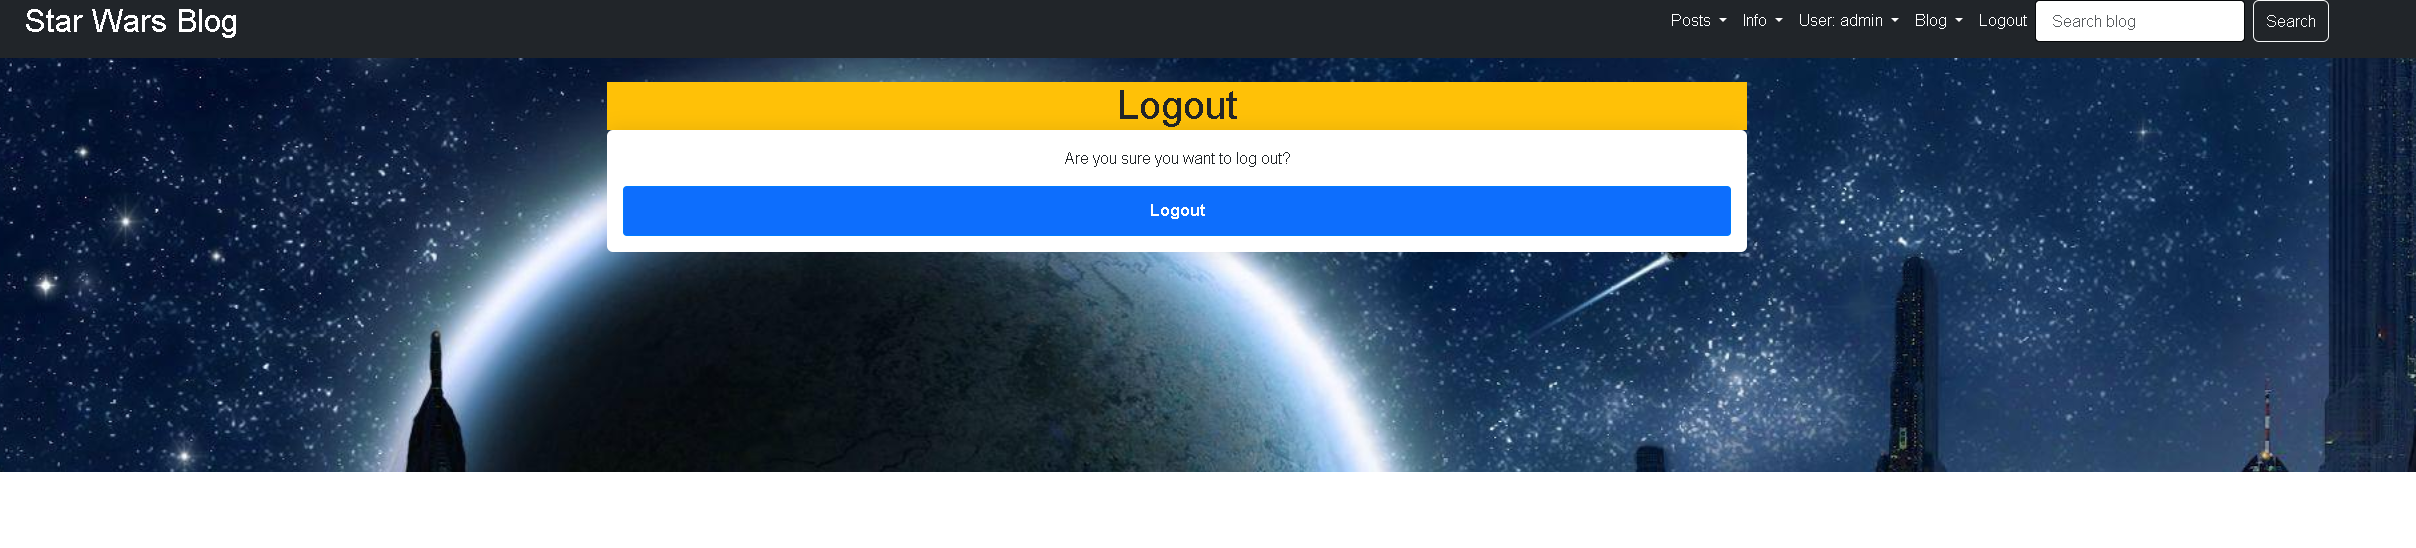 Star Wars Blog
Posts Info User: admin Blog Logout Search blog Search
Logout
Are you sure you want to log out?
Logout